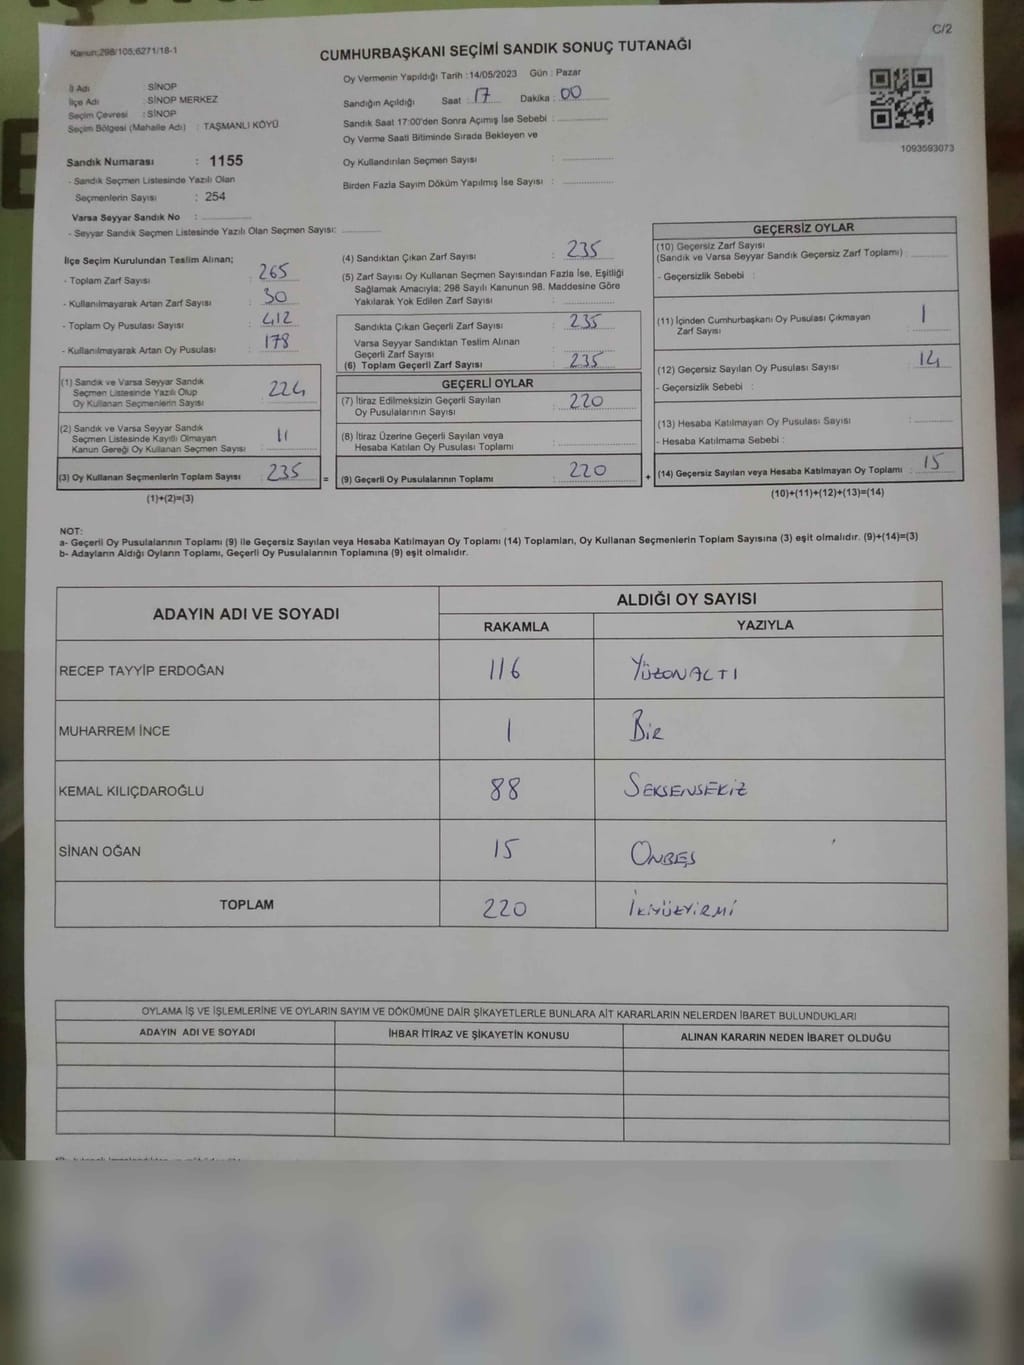 C/2
Kanun:298/105,6271/18-1
CUMHURBAŞKANI SEÇİMİ SANDIK SONUÇ TUTANAĞI
İl Adı : SİNOP
İlçe Adı : SİNOP MERKEZ
Seçim Çevresi : SİNOP
Seçim Bölgesi (Mahalle Adı) : TAŞMANLI KÖYÜ
Oy Vermenin Yapıldığı Tarih :14/05/2023 Gün : Pazar
Sandığın Açıldığı Saat : 17 Dakika : 00
Sandık Saat 17:00'den Sonra Açımış İse Sebebi :
Oy Verme Saati Bitiminde Sırada Bekleyen ve
Oy Kullandırılan Seçmen Sayısı :
Birden Fazla Sayım Döküm Yapılmış İse Sayısı :
1093593073
Sandık Numarası : 1155
- Sandık Seçmen Listesinde Yazılı Olan
Seçmenlerin Sayısı : 254
Varsa Seyyar Sandık No :
- Seyyar Sandık Seçmen Listesinde Yazılı Olan Seçmen Sayısı:
İlçe Seçim Kurulundan Teslim Alınan;
- Toplam Zarf Sayısı : 265
- Kullanılmayarak Artan Zarf Sayısı : 30
- Toplam Oy Pusulası Sayısı : 412
- Kullanılmayarak Artan Oy Pusulası : 178
(1) Sandık ve Varsa Seyyar Sandık
Seçmen Listesinde Yazılı Olup
Oy Kullanan Seçmenlerin Sayısı : 224
(2) Sandık ve Varsa Seyyar Sandık
Seçmen Listesinde Kayıtlı Olmayan
Kanun Gereği Oy Kullanan Seçmen Sayısı : 11
(3) Oy Kullanan Seçmenlerin Toplam Sayısı : 235
(1)+(2)=(3)
(4) Sandıktan Çıkan Zarf Sayısı : 235
(5) Zarf Sayısı Oy Kullanan Seçmen Sayısından Fazla İse, Eşitliği
Sağlamak Amacıyla; 298 Sayılı Kanunun 98. Maddesine Göre
Yakılarak Yok Edilen Zarf Sayısı :
Sandıkta Çıkan Geçerli Zarf Sayısı : 235
Varsa Seyyar Sandıktan Teslim Alınan
Geçerli Zarf Sayısı :
(6) Toplam Geçerli Zarf Sayısı : 235
GEÇERLİ OYLAR
(7) İtiraz Edilmeksizin Geçerli Sayılan
Oy Pusulalarının Sayısı : 220
(8) İtiraz Üzerine Geçerli Sayılan veya
Hesaba Katılan Oy Pusulası Toplamı :
= (9) Geçerli Oy Pusulalarının Toplamı : 220 +
GEÇERSİZ OYLAR
(10) Geçersiz Zarf Sayısı
(Sandık ve Varsa Seyyar Sandık Geçersiz Zarf Toplamı) :
- Geçersizlik Sebebi :
(11) İçinden Cumhurbaşkanı Oy Pusulası Çıkmayan
Zarf Sayısı : 1
(12) Geçersiz Sayılan Oy Pusulası Sayısı : 14
- Geçersizlik Sebebi :
(13) Hesaba Katılmayan Oy Pusulası Sayısı :
- Hesaba Katılmama Sebebi :
(14) Geçersiz Sayılan veya Hesaba Katılmayan Oy Toplamı : 15
(10)+(11)+(12)+(13)=(14)
NOT:
a- Geçerli Oy Pusulalarının Toplamı (9) ile Geçersiz Sayılan veya Hesaba Katılmayan Oy Toplamı (14) Toplamları, Oy Kullanan Seçmenlerin Toplam Sayısına (3) eşit olmalıdır. (9)+(14)=(3)
b- Adayların Aldığı Oyların Toplamı, Geçerli Oy Pusulalarının Toplamına (9) eşit olmalıdır.
ADAYIN ADI VE SOYADI
ALDIĞI OY SAYISI
RAKAMLA YAZIYLA
RECEP TAYYİP ERDOĞAN 116 YüzONALTI
MUHARREM İNCE 1 BiR
KEMAL KILIÇDAROĞLU 88 SEKSENSEKiZ
SİNAN OĞAN 15 ONBEŞ
TOPLAM 220 İKİYÜZYİRMİ
OYLAMA İŞ VE İŞLEMLERİNE VE OYLARIN SAYIM VE DÖKÜMÜNE DAİR ŞİKAYETLERLE BUNLARA AİT KARARLARIN NELERDEN İBARET BULUNDUKLARI
ADAYIN ADI VE SOYADI İHBAR İTİRAZ VE ŞİKAYETİN KONUSU ALINAN KARARIN NEDEN İBARET OLDUĞU